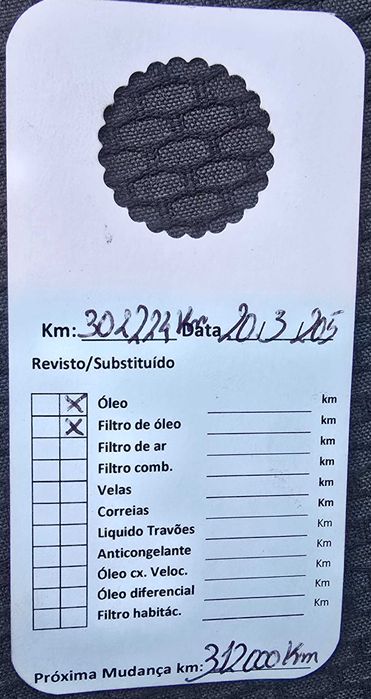 Km: 302224 Km Data 20,3,205
Revisto/Substituído
X Óleo km
X Filtro de óleo km
Filtro de ar km
Filtro comb. km
Velas Km
Correias Km
Liquido Travões Km
Anticongelante Km
Óleo cx. Veloc. Km
Óleo diferencial Km
Filtro habitác. Km
Próxima Mudança km: 312000 Km